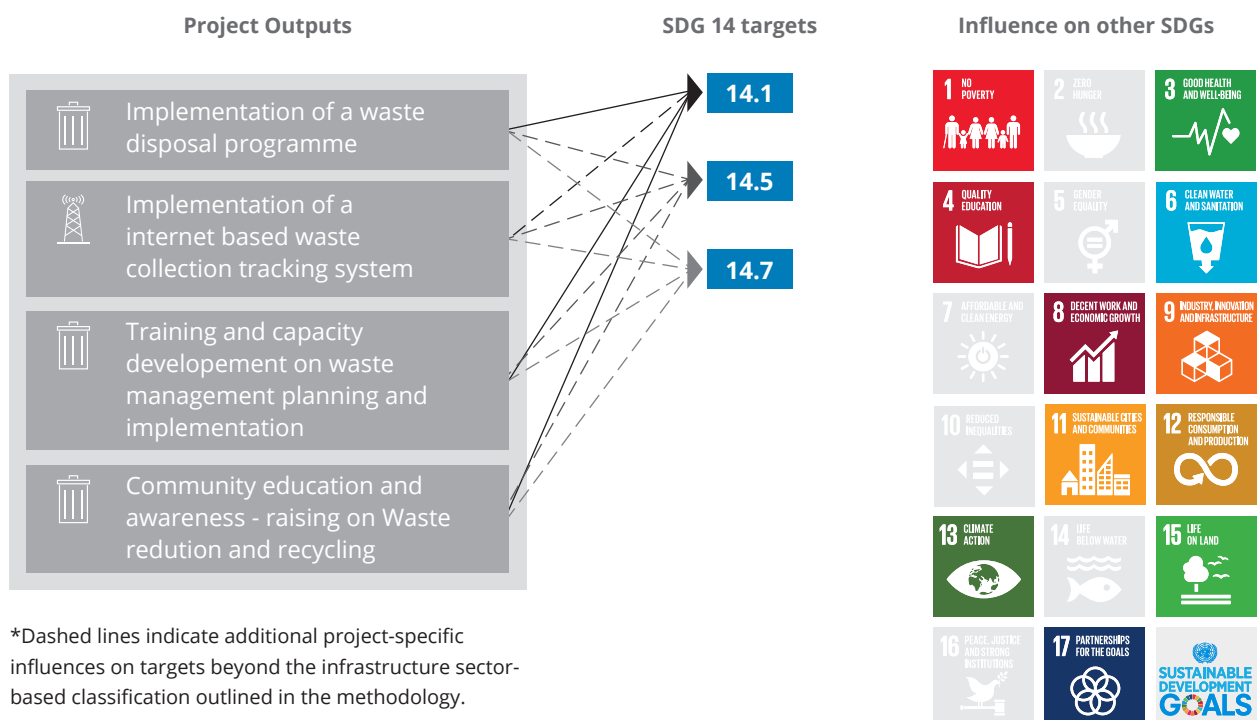 Project Outputs
SDG 14 targets
Influence on other SDGs
Implementation of a waste
disposal programme
Implementation of a
internet based waste
collection tracking system
Training and capacity
developement on waste
management planning and
implementation
Community education and
awareness - raising on Waste
redution and recycling
*Dashed lines indicate additional project-specific
influences on targets beyond the infrastructure sector-
based classification outlined in the methodology.
14.1
14.5
14.7
1 NO
POVERTY
2 ZERO
HUNGER
3 GOOD HEALTH
AND WELL-BEING
4 QUALITY
EDUCATION
5 GENDER
EQUALITY
6 CLEAN WATER
AND SANITATION
7 AFFORDABLE AND
CLEAN ENERGY
8 DECENT WORK AND
ECONOMIC GROWTH
9 INDUSTRY, INNOVATION
AND INFRASTRUCTURE
10 REDUCED
INEQUALITIES
11 SUSTAINABLE CITIES
AND COMMUNITIES
12 RESPONSIBLE
CONSUMPTION
AND PRODUCTION
13 CLIMATE
ACTION
14 LIFE
BELOW WATER
15 LIFE
ON LAND
16 PEACE, JUSTICE
AND STRONG
INSTITUTIONS
17 PARTNERSHIPS
FOR THE GOALS
SUSTAINABLE
DEVELOPMENT
GOALS